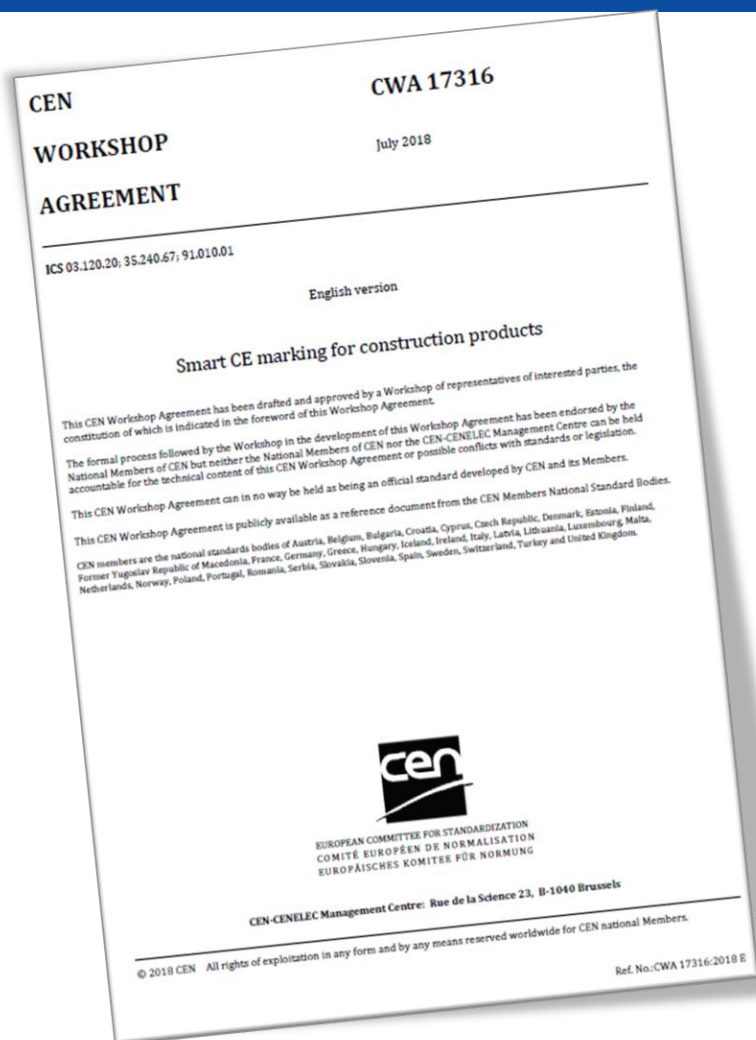 CEN
WORKSHOP
AGREEMENT
CWA 17316
July 2018
ICS 03.120.20; 35.240.67; 91.010.01
English version
Smart CE marking for construction products
This CEN Workshop Agreement has been drafted and approved by a Workshop of representatives of interested parties, the
constitution of which is indicated in the foreword of this Workshop Agreement.
The formal process followed by the Workshop in the development of this Workshop Agreement has been endorsed by the
National Members of CEN but neither the National Members of CEN nor the CEN-CENELEC Management Centre can be held
accountable for the technical content of this CEN Workshop Agreement or possible conflicts with standards or legislation.
This CEN Workshop Agreement can in no way be held as being an official standard developed by CEN and its Members.
This CEN Workshop Agreement is publicly available as a reference document from the CEN Members National Standard Bodies.
CEN members are the national standards bodies of Austria, Belgium, Bulgaria, Croatia, Cyprus, Czech Republic, Denmark, Estonia, Finland,
Former Yugoslav Republic of Macedonia, France, Germany, Greece, Hungary, Iceland, Ireland, Italy, Latvia, Lithuania, Luxembourg, Malta,
Netherlands, Norway, Poland, Portugal, Romania, Serbia, Slovakia, Slovenia, Spain, Sweden, Switzerland, Turkey and United Kingdom.
cen
EUROPEAN COMMITTEE FOR STANDARDIZATION
COMITÉ EUROPÉEN DE NORMALISATION
EUROPÄISCHES KOMITEE FÜR NORMUNG
CEN-CENELEC Management Centre: Rue de la Science 23, B-1040 Brussels
© 2018 CEN All rights of exploitation in any form and by any means reserved worldwide for CEN national Members.
Ref. No.:CWA 17316:2018 E